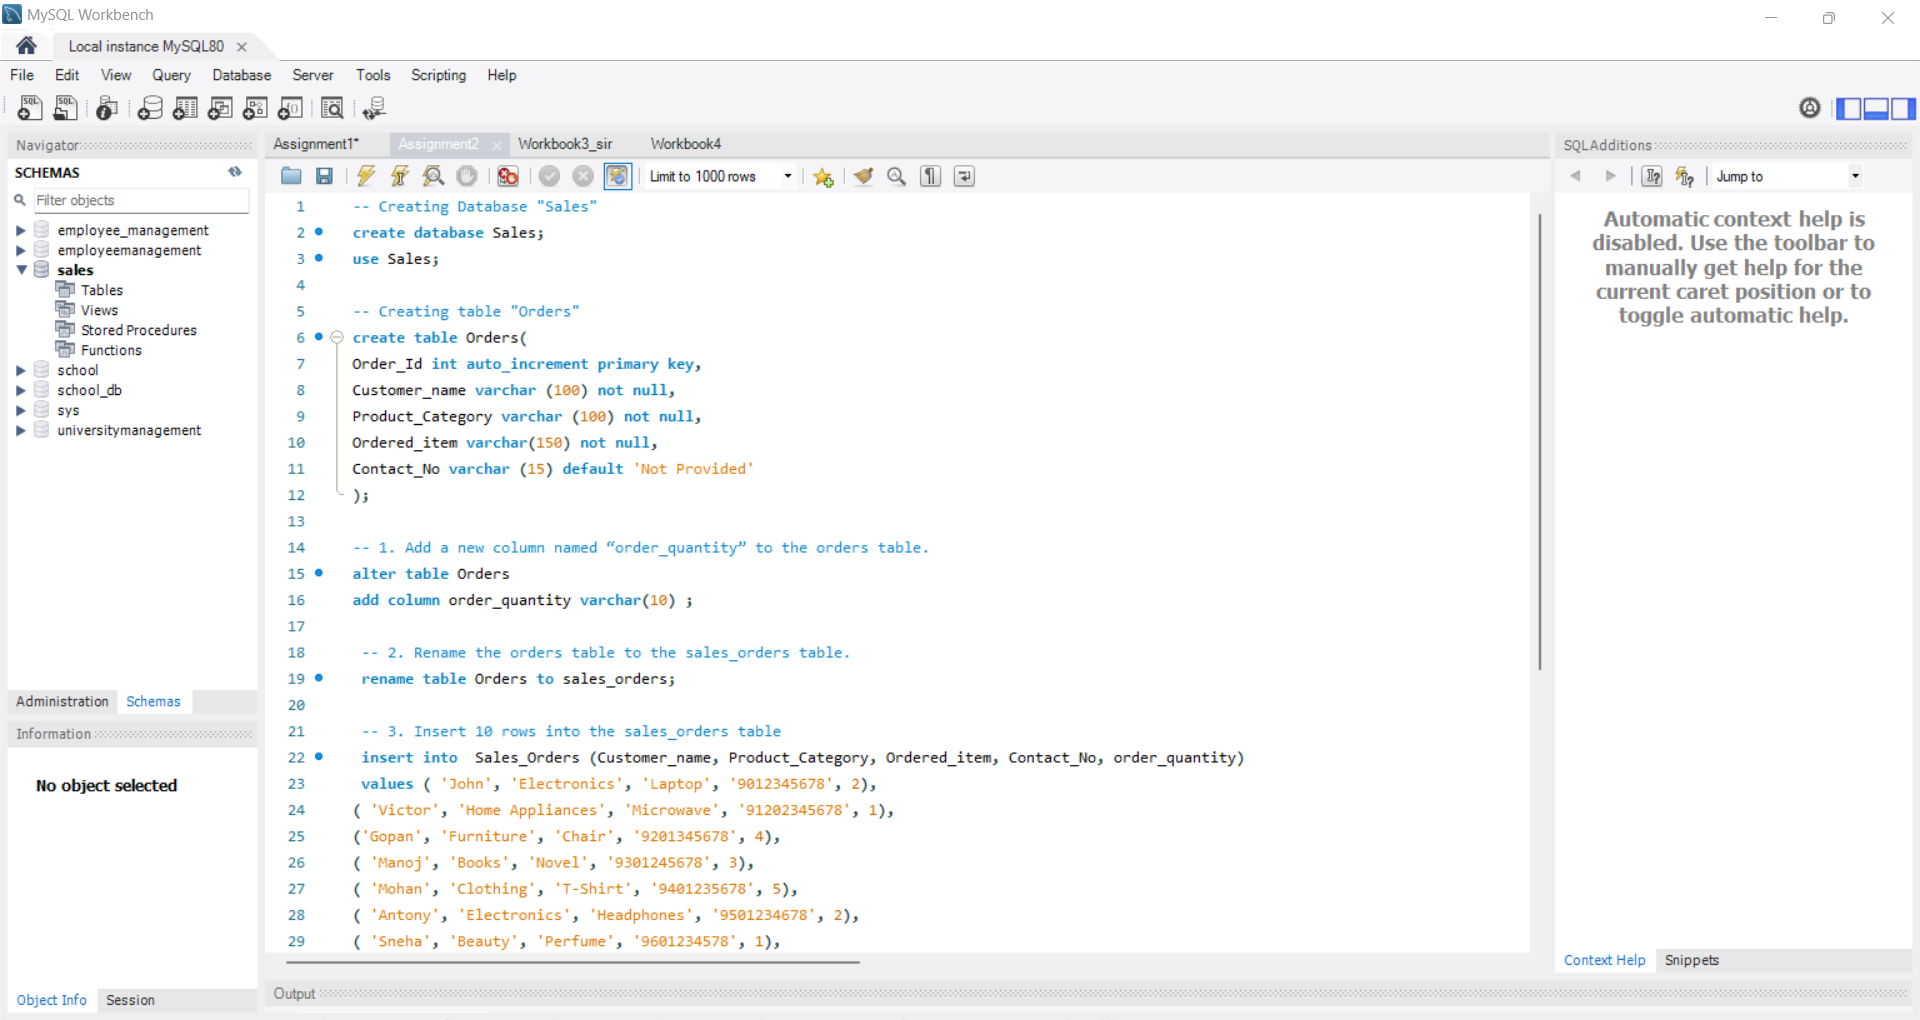 MySQL Workbench
Local instance MySQL80
File Edit View Query Database Server Tools Scripting Help
Navigator
SCHEMAS
Filter objects
employee_management
employeemanagement
sales
Tables
Views
Stored Procedures
Functions
school
school_db
sys
universitymanagement
Administration Schemas
Information
No object selected
Object Info Session
Assignment1* Assignment2 Workbook3_sir Workbook4
Limit to 1000 rows
1 -- Creating Database "Sales"
2 create database Sales;
3 use Sales;
4
5 -- Creating table "Orders"
6 create table Orders(
7 Order_Id int auto_increment primary key,
8 Customer_name varchar (100) not null,
9 Product_Category varchar (100) not null,
10 Ordered_item varchar(150) not null,
11 Contact_No varchar (15) default 'Not Provided'
12 );
13
14 -- 1. Add a new column named “order_quantity” to the orders table.
15 alter table Orders
16 add column order_quantity varchar(10) ;
17
18 -- 2. Rename the orders table to the sales_orders table.
19 rename table Orders to sales_orders;
20
21 -- 3. Insert 10 rows into the sales_orders table
22 insert into Sales_Orders (Customer_name, Product_Category, Ordered_item, Contact_No, order_quantity)
23 values ( 'John', 'Electronics', 'Laptop', '9012345678', 2),
24 ( 'Victor', 'Home Appliances', 'Microwave', '91202345678', 1),
25 ('Gopan', 'Furniture', 'Chair', '9201345678', 4),
26 ( 'Manoj', 'Books', 'Novel', '9301245678', 3),
27 ( 'Mohan', 'Clothing', 'T-Shirt', '9401235678', 5),
28 ( 'Antony', 'Electronics', 'Headphones', '9501234678', 2),
29 ( 'Sneha', 'Beauty', 'Perfume', '9601234578', 1),
Output
SQLAdditions
Jump to
Automatic context help is
disabled. Use the toolbar to
manually get help for the
current caret position or to
toggle automatic help.
Context Help Snippets